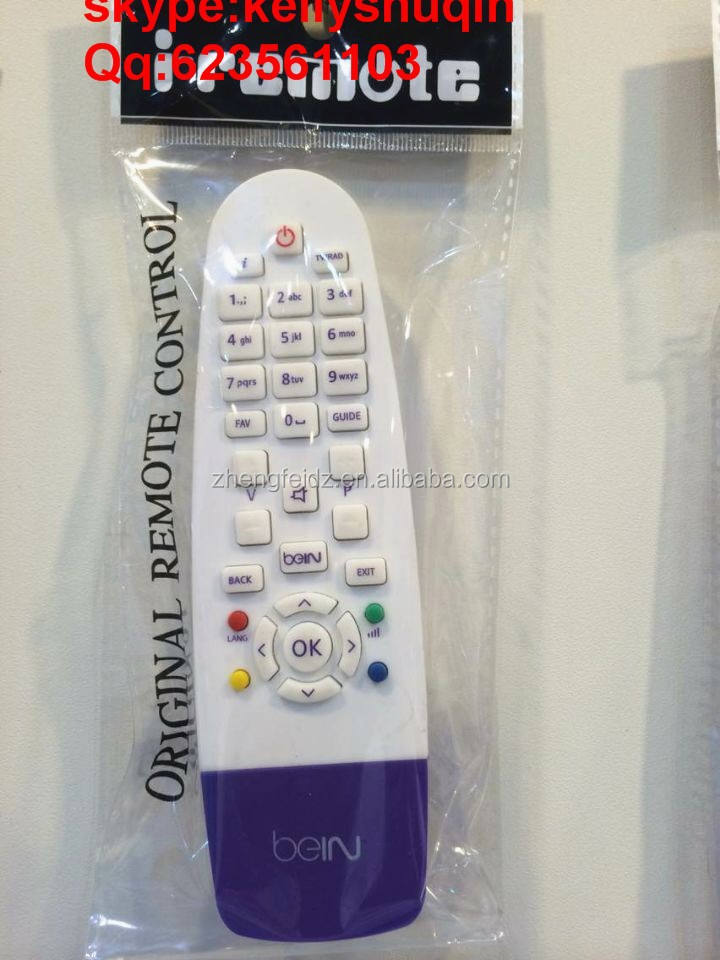 skype:kellyshuqin
Qq:623561103
i remote
ORIGINAL REMOTE CONTROL
i TV/RAD
1.,; 2 abc 3 def
4 ghi 5 jkl 6 mno
7 pqrs 8 tuv 9 wxyz
FAV 0⎵ GUIDE
zhengfeidz.en.alibaba.com
V P
beIN
BACK EXIT
LANG
OK
beIN